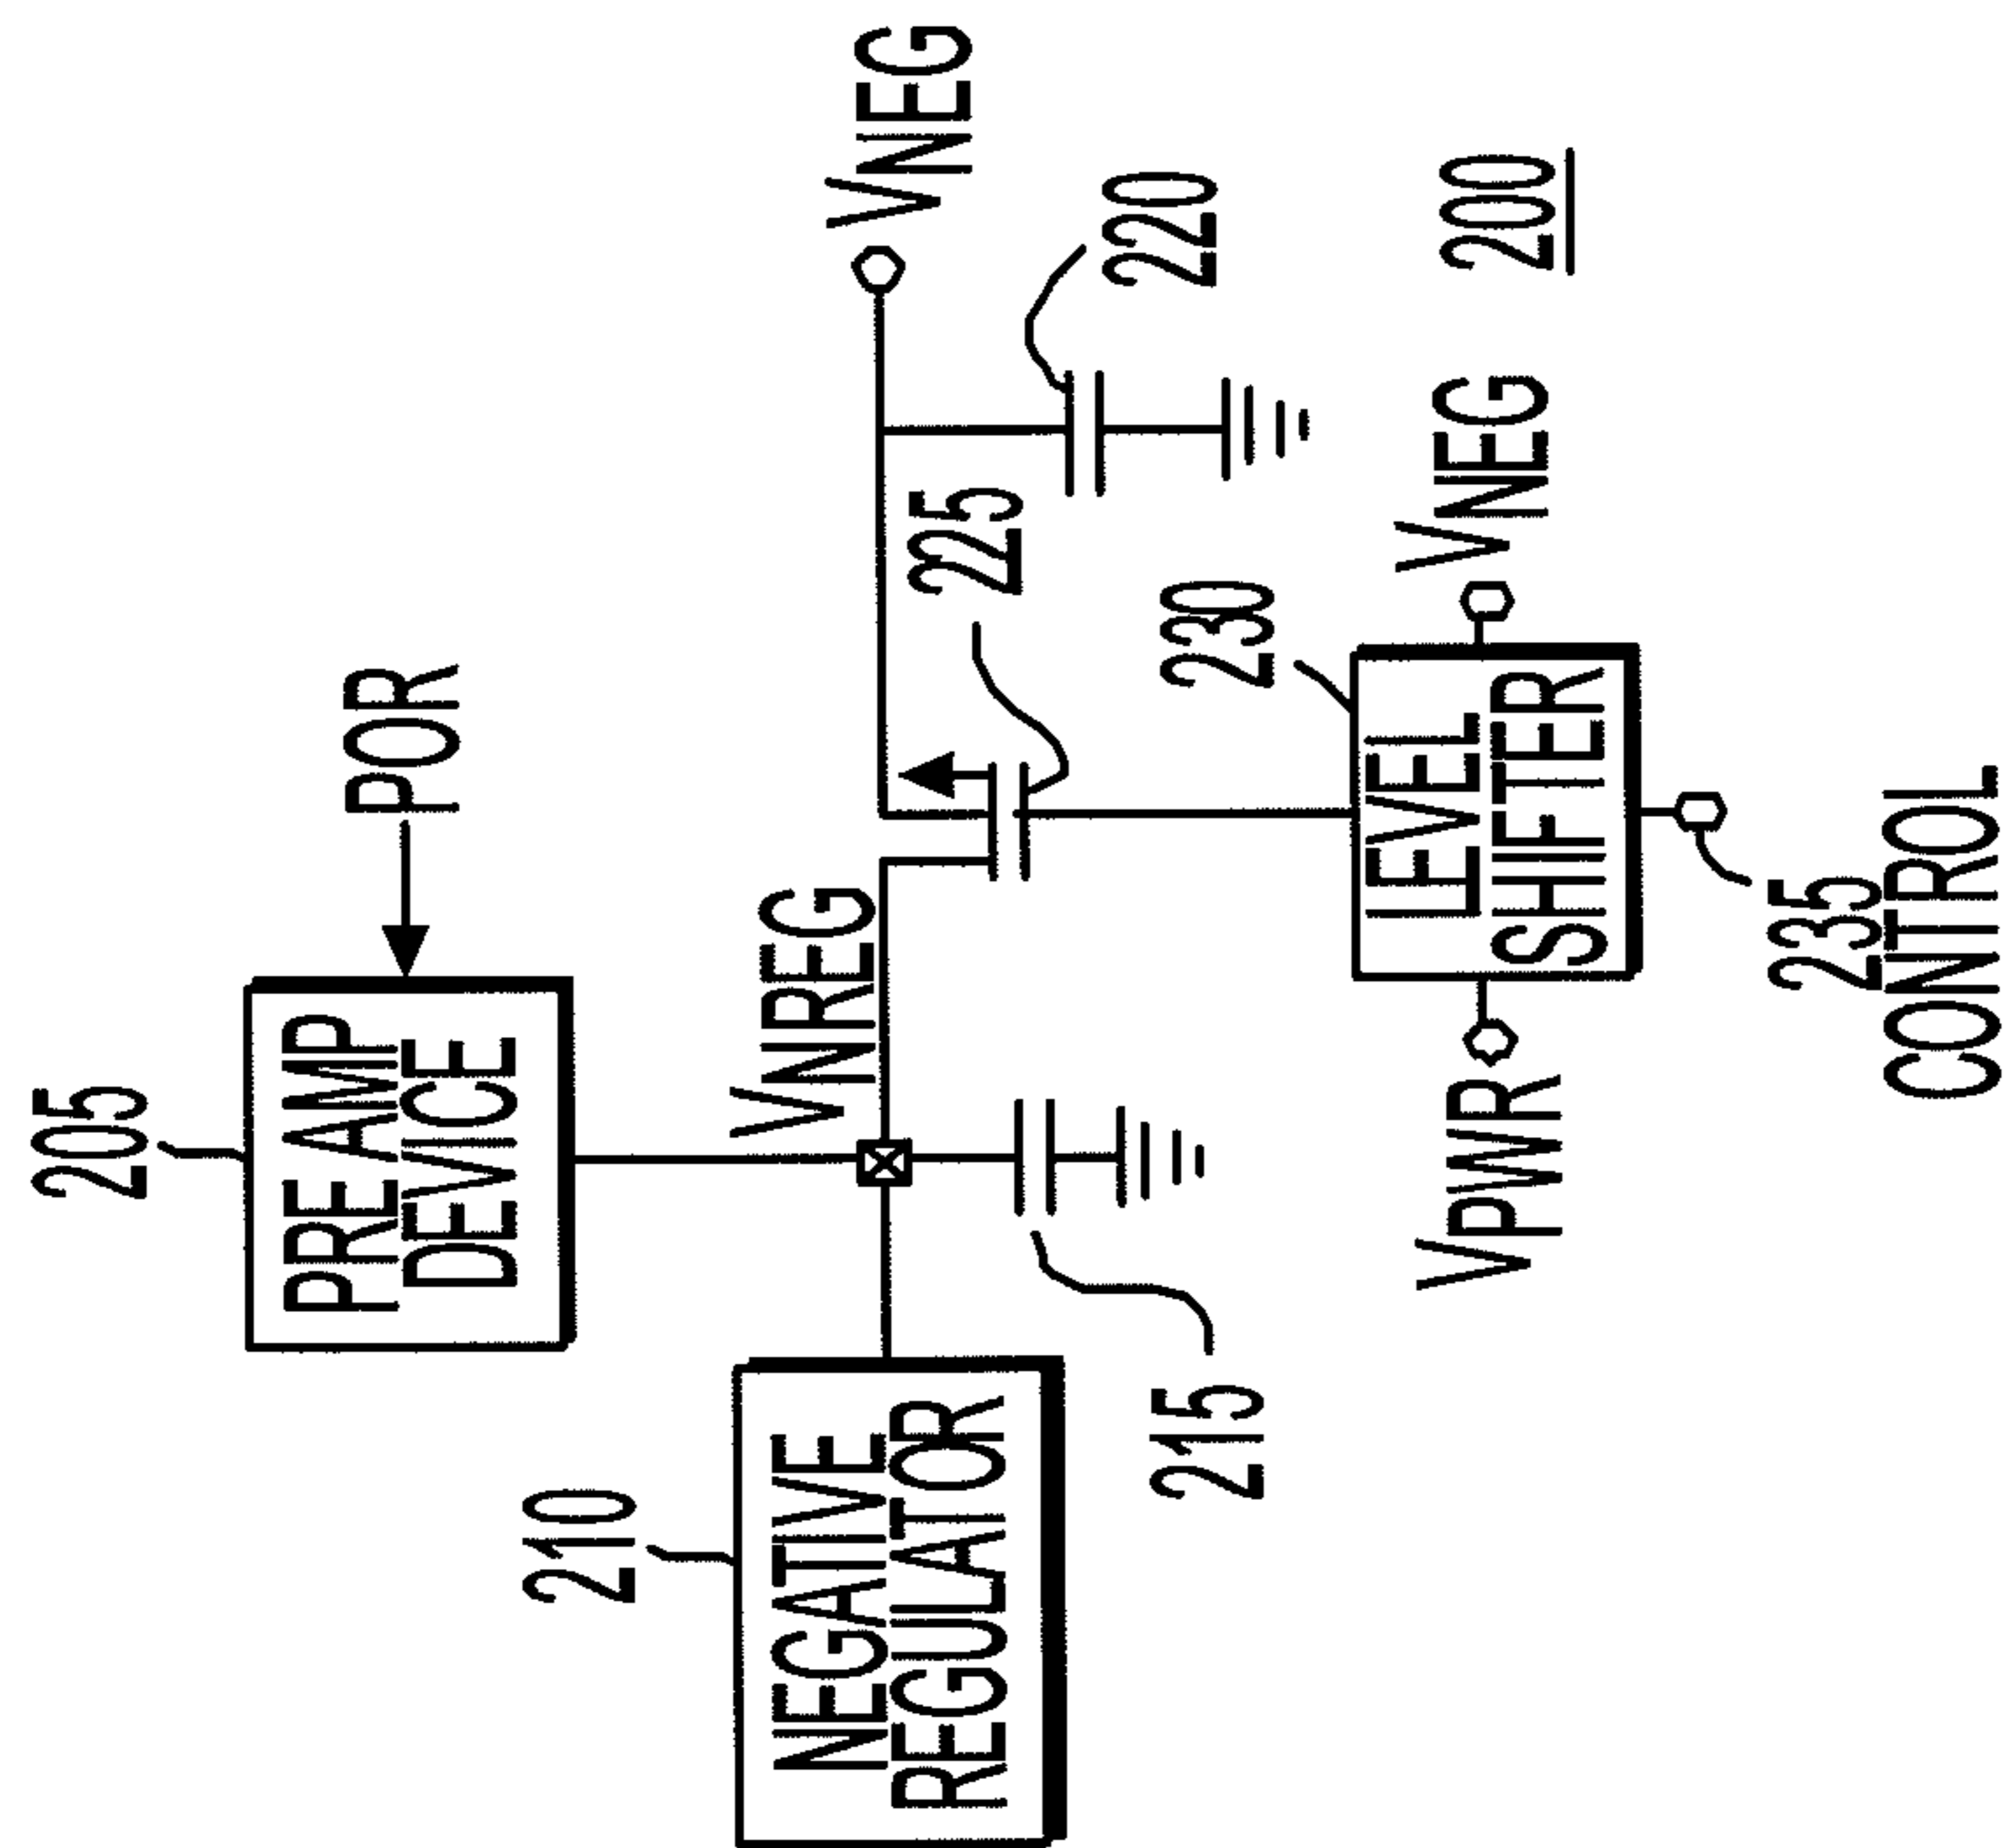 205
PRE AMP
DEVICE
POR
210
NEGATIVE
REGULATOR
VNREG
VNEG
215
225
220
230
LEVEL
SHIFTER
VPWR
VNEG
235
CONTROL
200